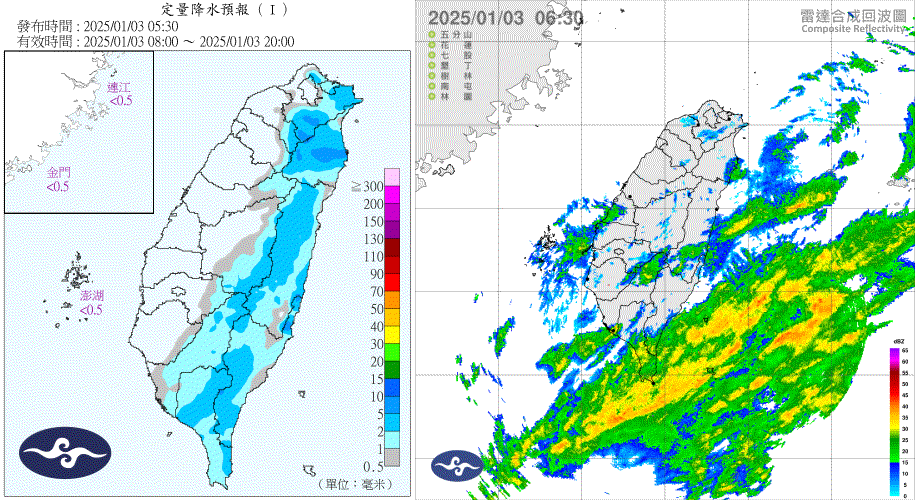 定量降水預報 ( I )
發布時間 : 2025/01/03 05:30
有效時間 : 2025/01/03 08:00 ～ 2025/01/03 20:00
連江
<0.5
金門
<0.5
澎湖
<0.5
≧ 300
200
150
130
110
90
70
50
40
30
20
15
10
5
2
1
0.5
(單位：毫米)
2025/01/03 06:30
五分山
花蓮
七股
墾丁
樹林
南屯
林園
雷達合成回波圖
Composite Reflectivity
dBZ
65
60
55
50
45
40
35
30
25
20
15
10
5
0